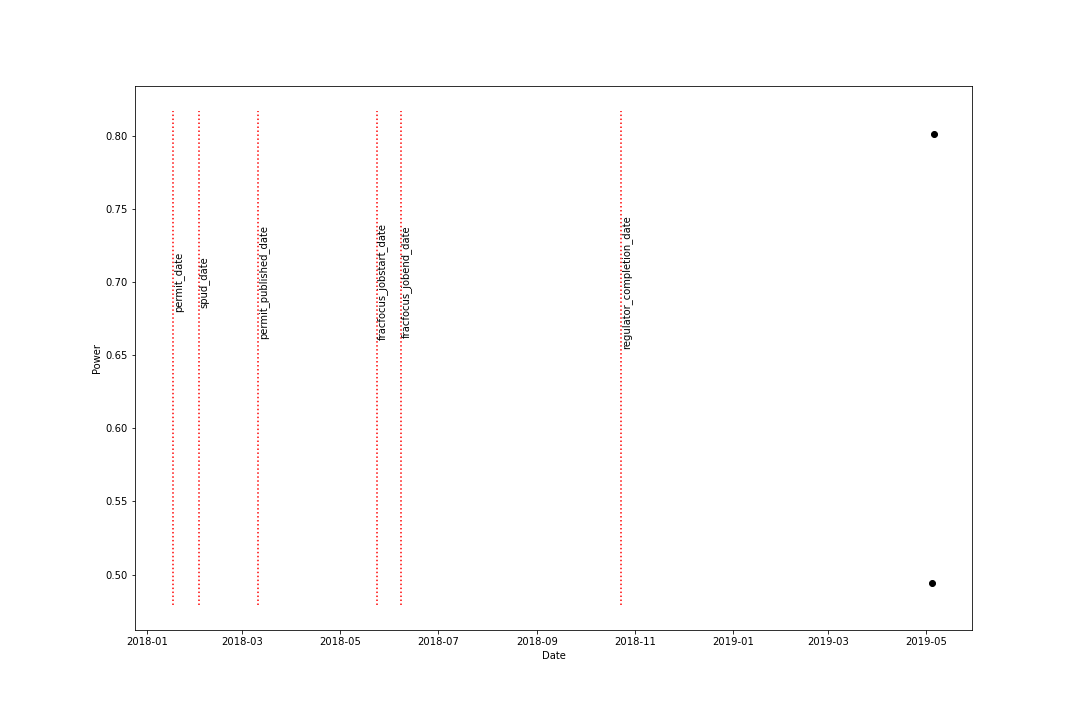 0.80
0.75
0.70
0.65
0.60
0.55
0.50
Power
permit_date
spud_date
permit_published_date
fracfocus_jobstart_date
fracfocus_jobend_date
regulator_completion_date
2018-01 2018-03 2018-05 2018-07 2018-09 2018-11 2019-01 2019-03 2019-05
Date